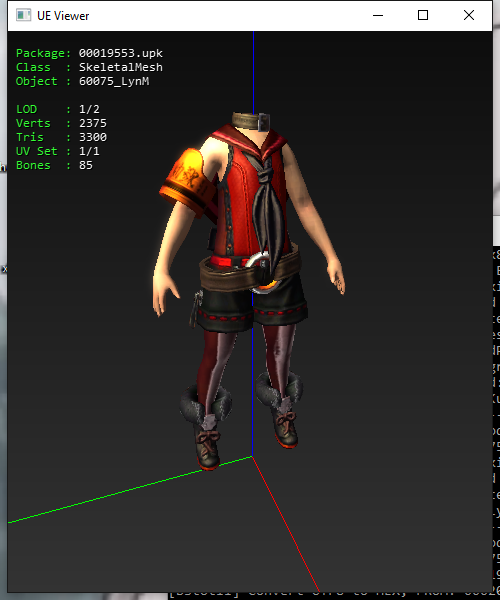 UE Viewer
Package: 00019553.upk
Class : SkeletalMesh
Object : 60075_LynM
LOD : 1/2
Verts : 2375
Tris : 3300
UV Set : 1/1
Bones : 85